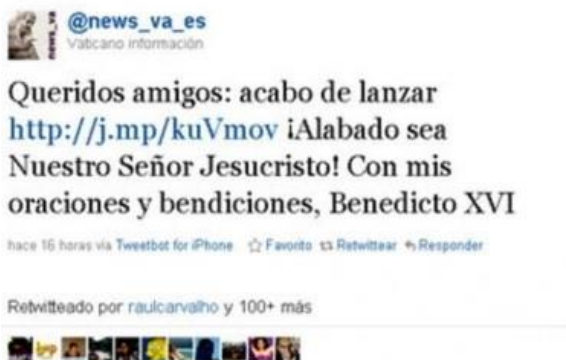 news_va
@news_va_es
Vaticano información
Queridos amigos: acabo de lanzar
http://j.mp/kuVmov ¡Alabado sea
Nuestro Señor Jesucristo! Con mis
oraciones y bendiciones, Benedicto XVI
hace 16 horas vía Tweetbot for iPhone Favorito Retwittear Responder
Retwitteado por raulcarvalho y 100+ más